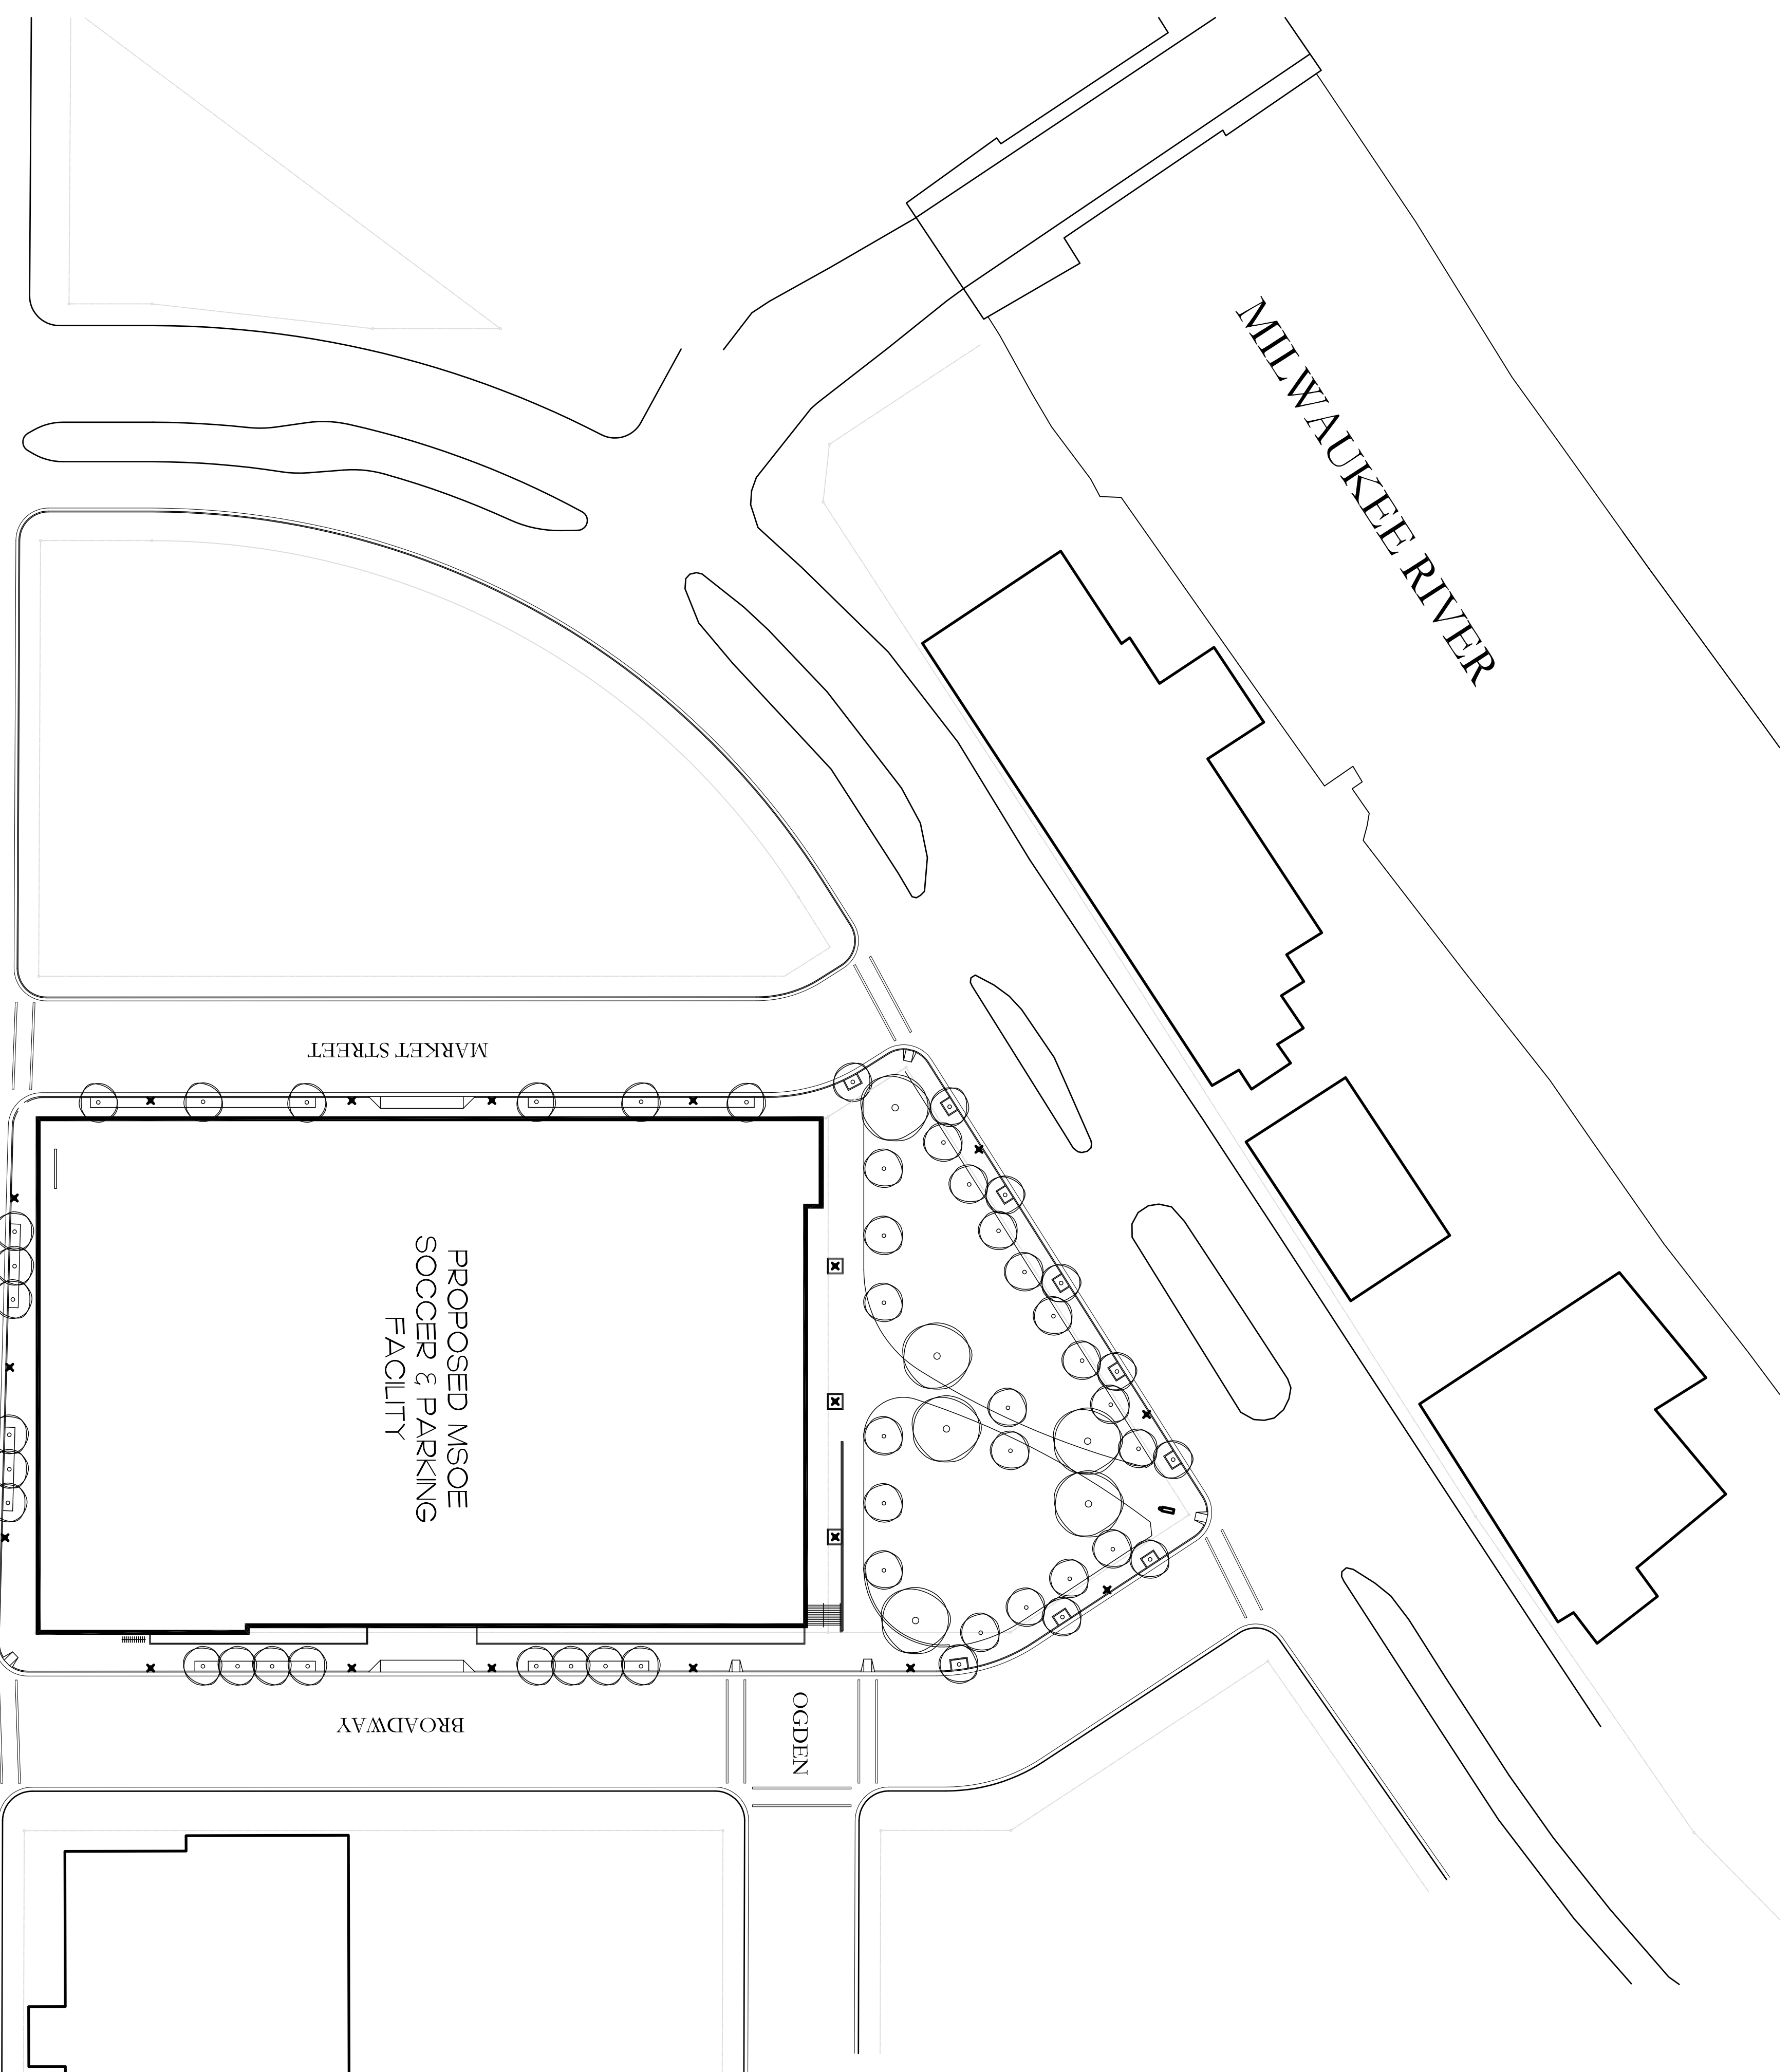 MILWAUKEE RIVER
MARKET STREET
PROPOSED MSOE
SOCCER & PARKING
FACILITY
BROADWAY
OGDEN